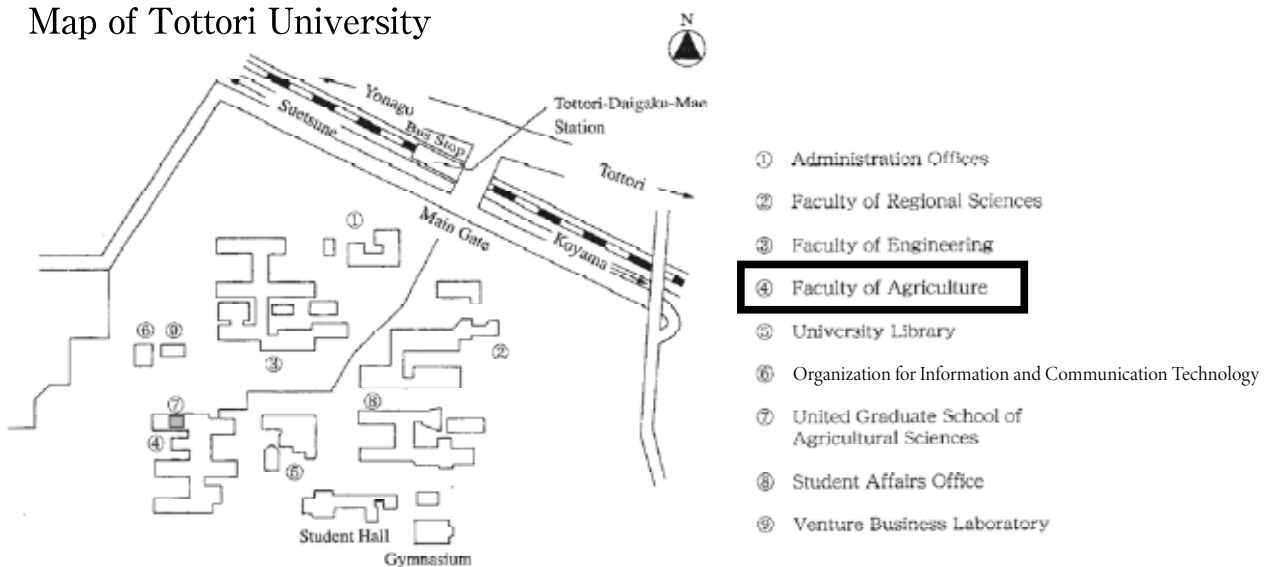 Map of Tottori University
N
Yonago
Tottori-Daigaku-Mae
Station
Suetsune
Bus Stop
Tottori
Main Gate
Koyama
①
②
③
④
⑤
⑥
⑨
⑦
⑧
Student Hall
Gymnasium
① Administration Offices
② Faculty of Regional Sciences
③ Faculty of Engineering
④ Faculty of Agriculture
⑤ University Library
⑥ Organization for Information and Communication Technology
⑦ United Graduate School of
Agricultural Sciences
⑧ Student Affairs Office
⑨ Venture Business Laboratory